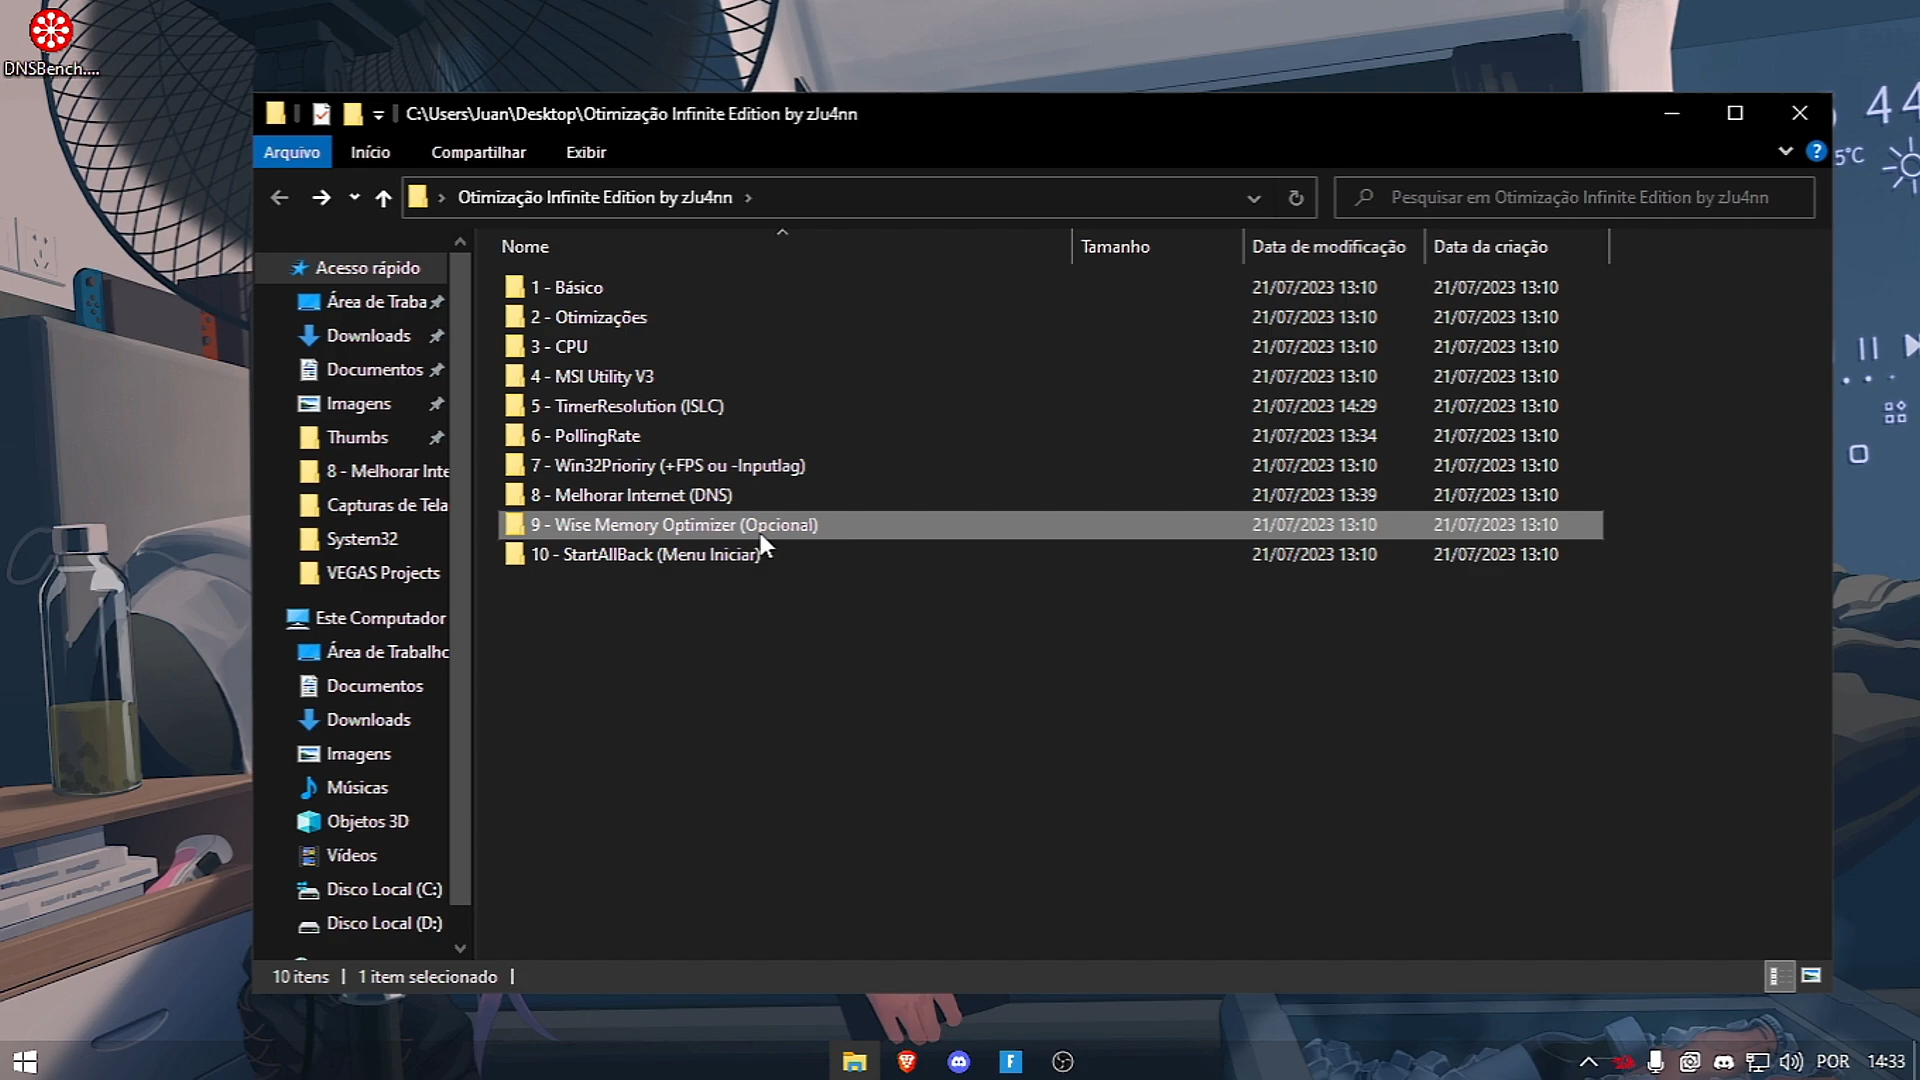 DNSBench....
C:\Users\Juan\Desktop\Otimização Infinite Edition by zJu4nn
Arquivo Início Compartilhar Exibir
Otimização Infinite Edition by zJu4nn
Pesquisar em Otimização Infinite Edition by zJu4nn
44
5°C
Nome Tamanho Data de modificação Data da criação
Acesso rápido
Área de Traba
Downloads
Documentos
Imagens
Thumbs
8 - Melhorar Inte
Capturas de Tela
System32
VEGAS Projects
Este Computador
Área de Trabalho
Documentos
Downloads
Imagens
Músicas
Objetos 3D
Vídeos
Disco Local (C:)
Disco Local (D:)
1 - Básico 21/07/2023 13:10 21/07/2023 13:10
2 - Otimizações 21/07/2023 13:10 21/07/2023 13:10
3 - CPU 21/07/2023 13:10 21/07/2023 13:10
4 - MSI Utility V3 21/07/2023 13:10 21/07/2023 13:10
5 - TimerResolution (ISLC) 21/07/2023 14:29 21/07/2023 13:10
6 - PollingRate 21/07/2023 13:34 21/07/2023 13:10
7 - Win32Prioriry (+FPS ou -Inputlag) 21/07/2023 13:10 21/07/2023 13:10
8 - Melhorar Internet (DNS) 21/07/2023 13:39 21/07/2023 13:10
9 - Wise Memory Optimizer (Opcional) 21/07/2023 13:10 21/07/2023 13:10
10 - StartAllBack (Menu Iniciar) 21/07/2023 13:10 21/07/2023 13:10
10 itens 1 item selecionado
POR 14:33